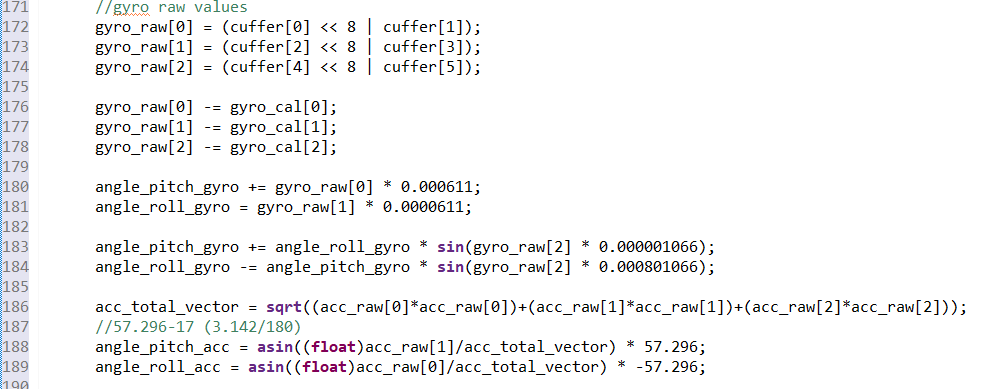 171 //gyro raw values
172 gyro_raw[0] = (cuffer[0] << 8 | cuffer[1]);
173 gyro_raw[1] = (cuffer[2] << 8 | cuffer[3]);
174 gyro_raw[2] = (cuffer[4] << 8 | cuffer[5]);
175
176 gyro_raw[0] -= gyro_cal[0];
177 gyro_raw[1] -= gyro_cal[1];
178 gyro_raw[2] -= gyro_cal[2];
179
180 angle_pitch_gyro += gyro_raw[0] * 0.000611;
181 angle_roll_gyro = gyro_raw[1] * 0.0000611;
182
183 angle_pitch_gyro += angle_roll_gyro * sin(gyro_raw[2] * 0.000001066);
184 angle_roll_gyro -= angle_pitch_gyro * sin(gyro_raw[2] * 0.000801066);
185
186 acc_total_vector = sqrt((acc_raw[0]*acc_raw[0])+(acc_raw[1]*acc_raw[1])+(acc_raw[2]*acc_raw[2]));
187 //57.296-17 (3.142/180)
188 angle_pitch_acc = asin((float)acc_raw[1]/acc_total_vector) * 57.296;
189 angle_roll_acc = asin((float)acc_raw[0]/acc_total_vector) * -57.296;
190